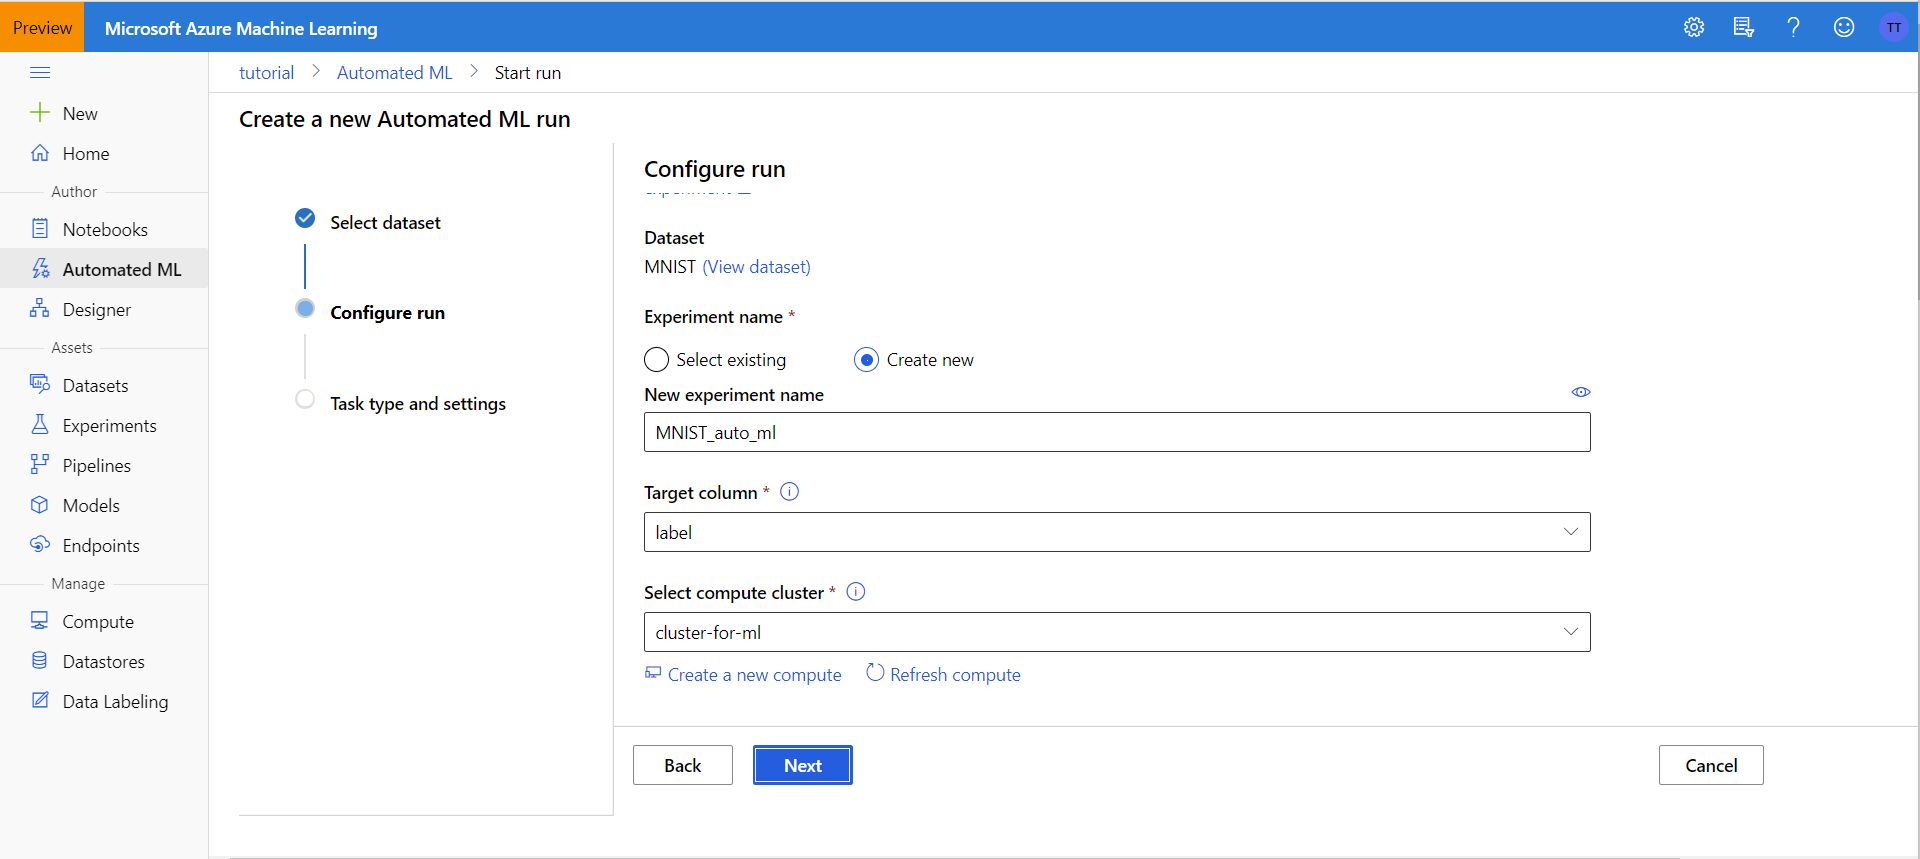 Preview
Microsoft Azure Machine Learning
?
TT
tutorial > Automated ML > Start run
New
Home
Author
Notebooks
Automated ML
Designer
Assets
Datasets
Experiments
Pipelines
Models
Endpoints
Manage
Compute
Datastores
Data Labeling
Create a new Automated ML run
Select dataset
Configure run
Task type and settings
Configure run
Dataset
MNIST (View dataset)
Experiment name *
Select existing
Create new
New experiment name
MNIST_auto_ml
Target column *
label
Select compute cluster *
cluster-for-ml
Create a new compute
Refresh compute
Back
Next
Cancel